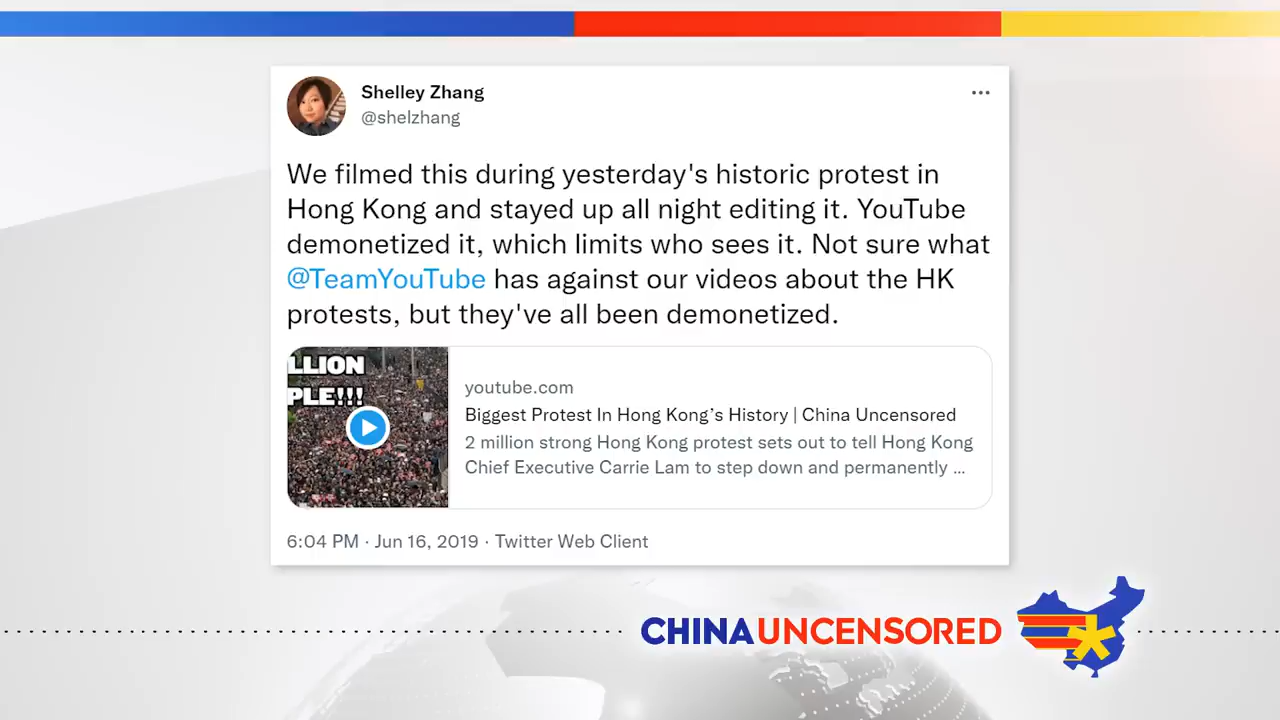 Shelley Zhang
@shelzhang
We filmed this during yesterday's historic protest in
Hong Kong and stayed up all night editing it. YouTube
demonetized it, which limits who sees it. Not sure what
@TeamYouTube has against our videos about the HK
protests, but they've all been demonetized.
LLION
PLE!!!
youtube.com
Biggest Protest In Hong Kong’s History | China Uncensored
2 million strong Hong Kong protest sets out to tell Hong Kong
Chief Executive Carrie Lam to step down and permanently ...
6:04 PM · Jun 16, 2019 · Twitter Web Client
CHINAUNCENSORED